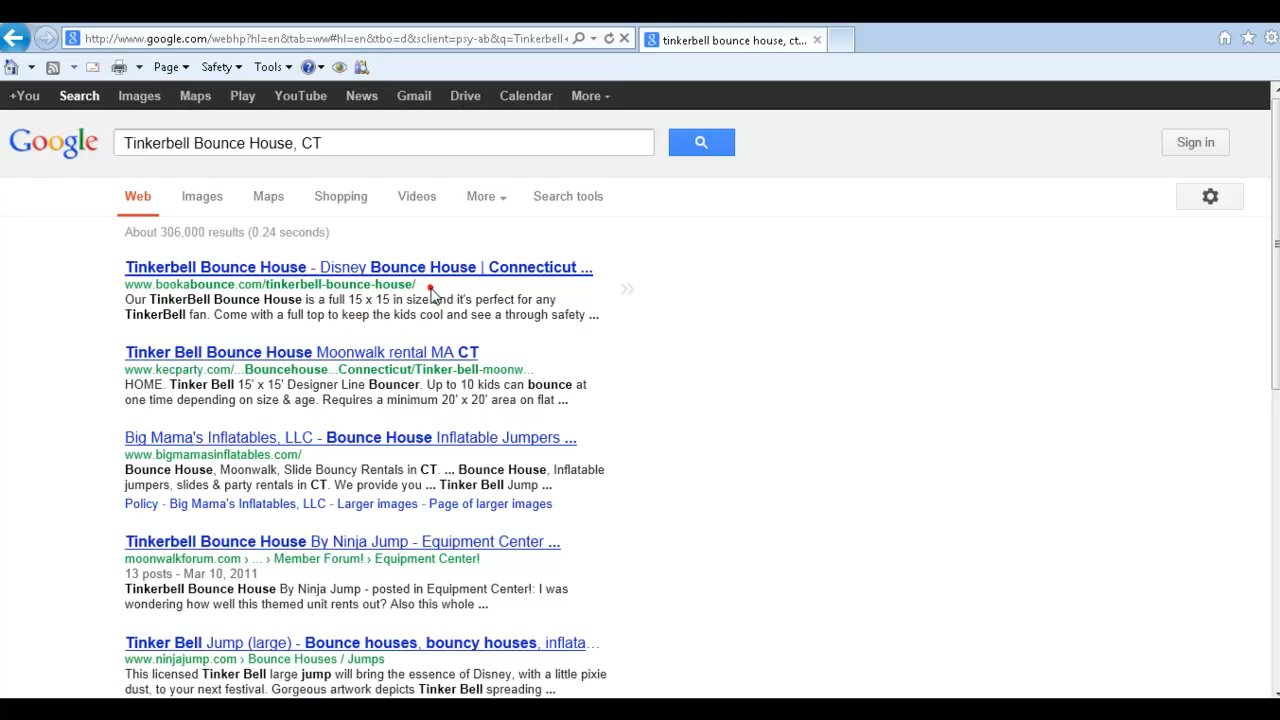 http://www.google.com/webhp?hl=en&tab=ww#hl=en&tbo=d&sclient=psy-ab&q=Tinkerbell+
tinkerbell bounce house, ct...
Page Safety Tools
+You Search Images Maps Play YouTube News Gmail Drive Calendar More
Google Tinkerbell Bounce House, CT Sign in
Web Images Maps Shopping Videos More Search tools
About 306,000 results (0.24 seconds)
Tinkerbell Bounce House - Disney Bounce House | Connecticut ...
www.bookabounce.com/tinkerbell-bounce-house/
Our TinkerBell Bounce House is a full 15 x 15 in size and it's perfect for any
TinkerBell fan. Come with a full top to keep the kids cool and see a through safety ...
Tinker Bell Bounce House Moonwalk rental MA CT
www.kecparty.com/...Bouncehouse...Connecticut/Tinker-bell-moonw...
HOME. Tinker Bell 15' x 15' Designer Line Bouncer. Up to 10 kids can bounce at
one time depending on size & age. Requires a minimum 20' x 20' area on flat ...
Big Mama's Inflatables, LLC - Bounce House Inflatable Jumpers ...
www.bigmamasinflatables.com/
Bounce House, Moonwalk, Slide Bouncy Rentals in CT. ... Bounce House, Inflatable
jumpers, slides & party rentals in CT. We provide you ... Tinker Bell Jump ...
Policy - Big Mama's Inflatables, LLC - Larger images - Page of larger images
Tinkerbell Bounce House By Ninja Jump - Equipment Center ...
moonwalkforum.com › ... › Member Forum! › Equipment Center!
13 posts - Mar 10, 2011
Tinkerbell Bounce House By Ninja Jump - posted in Equipment Center!: I was
wondering how well this themed unit rents out? Also this whole ...
Tinker Bell Jump (large) - Bounce houses, bouncy houses, inflata...
www.ninjajump.com › Bounce Houses / Jumps
This licensed Tinker Bell large jump will bring the essence of Disney, with a little pixie
dust, to your next festival. Gorgeous artwork depicts Tinker Bell spreading ...